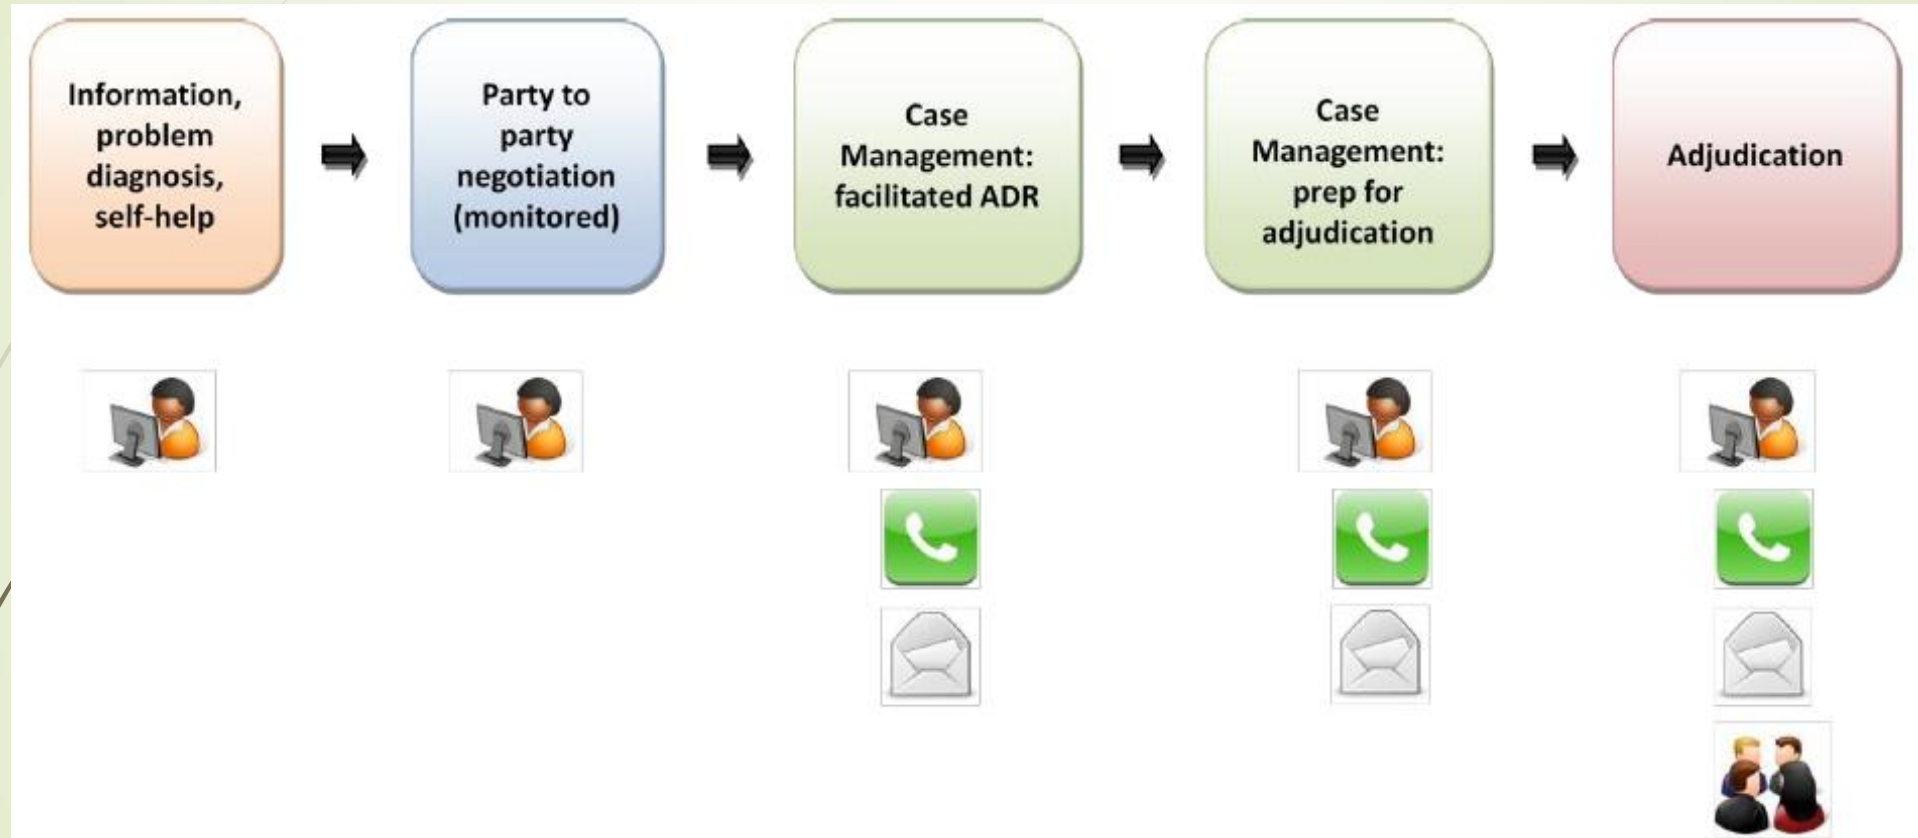 Information,
problem
diagnosis,
self-help
Party to
party
negotiation
(monitored)
Case
Management:
facilitated ADR
Case
Management:
prep for
adjudication
Adjudication